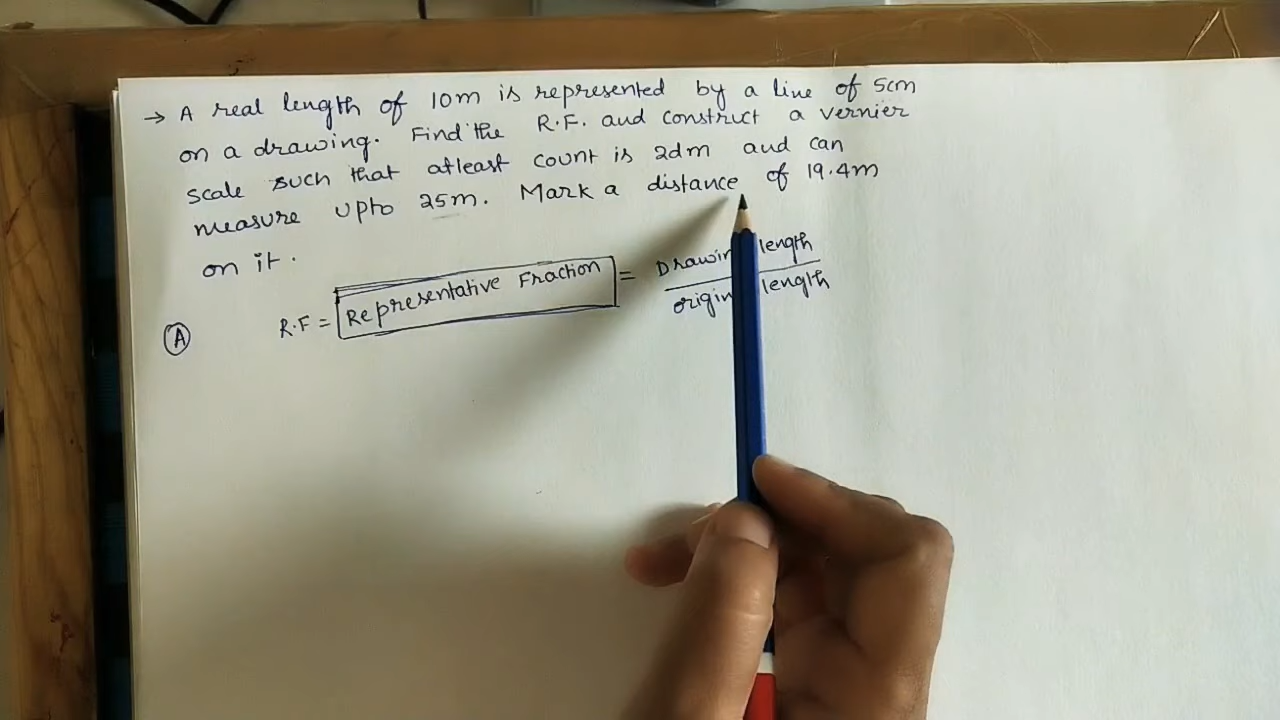 → A real length of 10m is represented by a line of 5cm
on a drawing. Find the R.F. and construct a vernier
scale such that atleast count is 2dm and can
measure upto 25m. Mark a distance of 19.4m
on it.
R.F = Representative Fraction = length
length
A